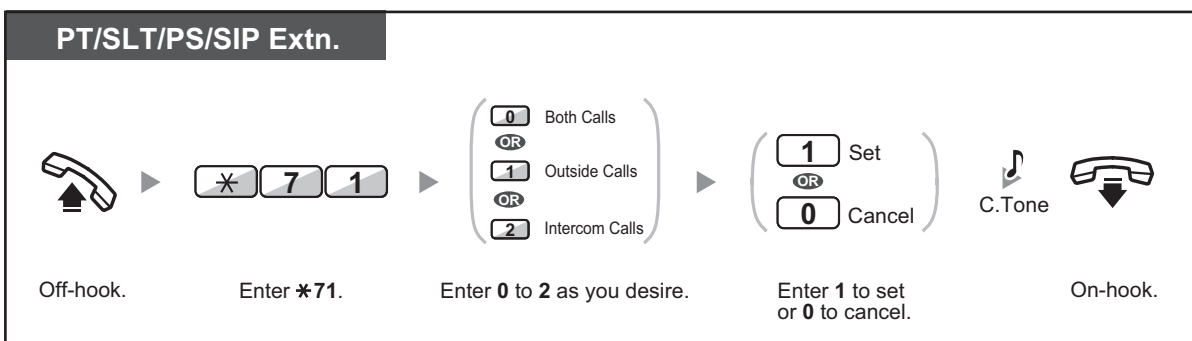 PT/SLT/PS/SIP Extn.
0 Both Calls
OR
1 Outside Calls
OR
2 Intercom Calls
* 7 1
1 Set
OR
0 Cancel
C.Tone
Off-hook.
Enter *71.
Enter 0 to 2 as you desire.
Enter 1 to set
or 0 to cancel.
On-hook.